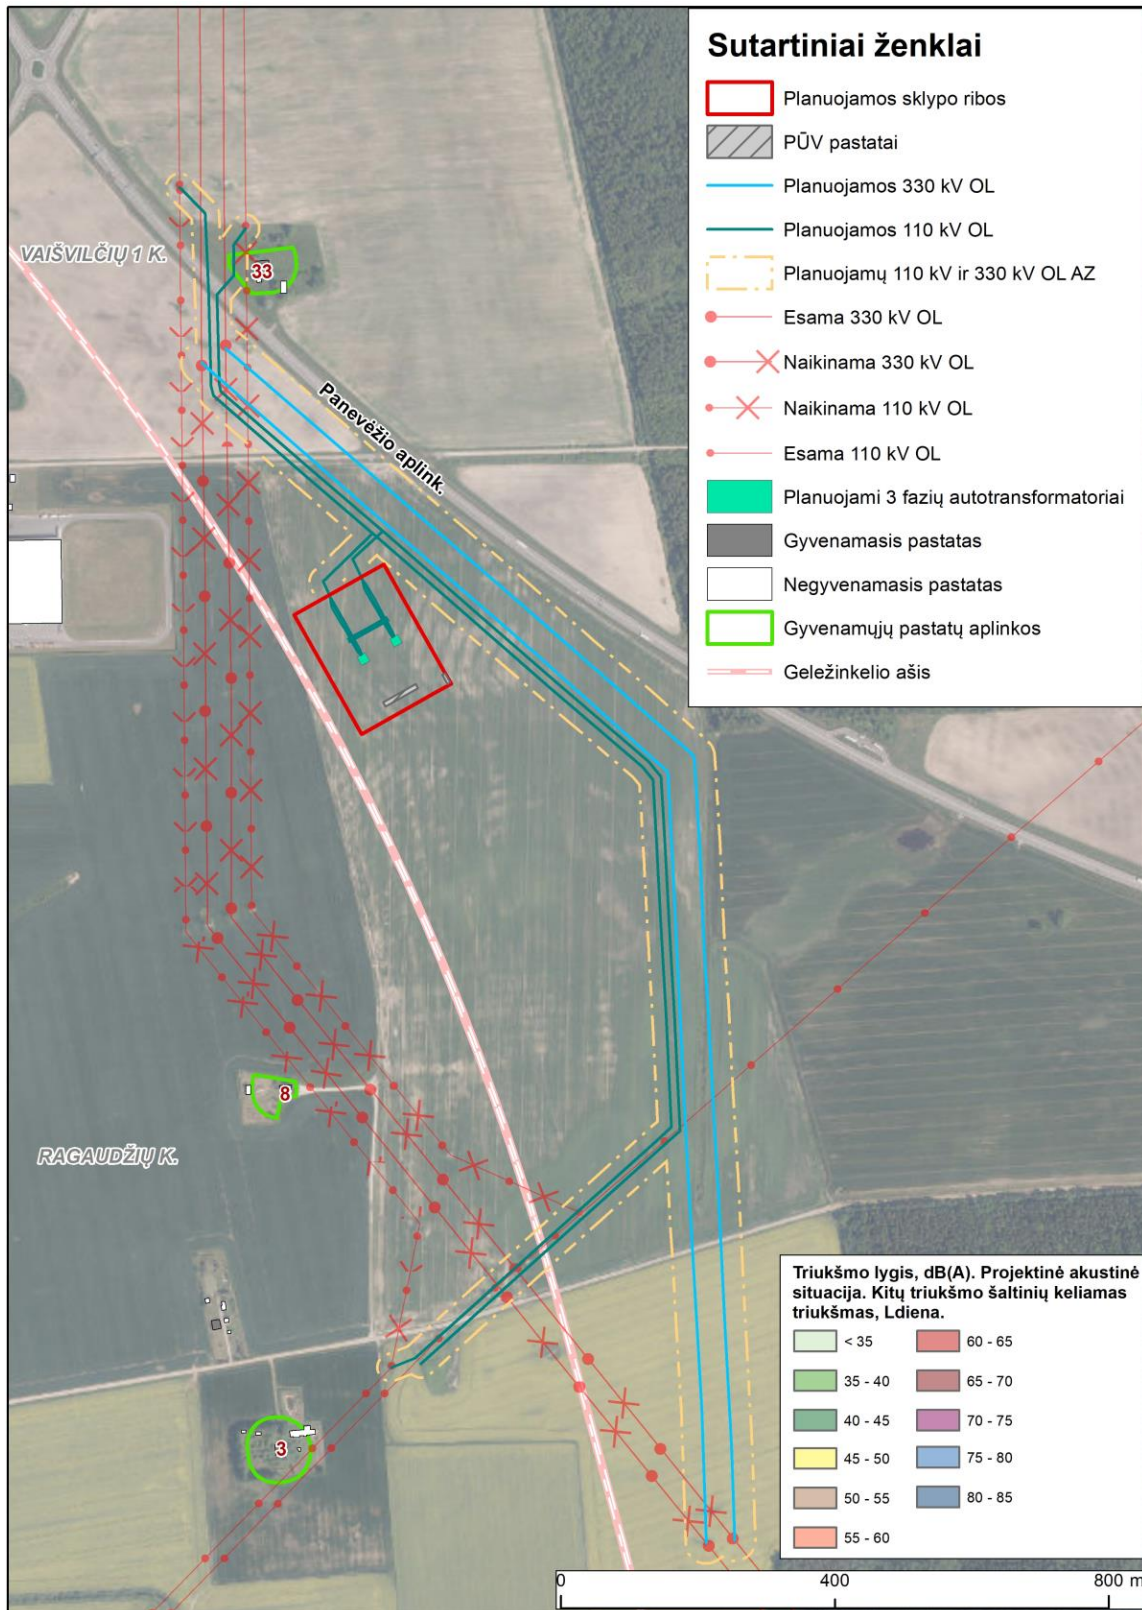 Sutartiniai ženklai
Planuojamos sklypo ribos
PŪV pastatai
Planuojamos 330 kV OL
Planuojamos 110 kV OL
Planuojamų 110 kV ir 330 kV OL AZ
Esama 330 kV OL
Naikinama 330 kV OL
Naikinama 110 kV OL
Esama 110 kV OL
Planuojami 3 fazių autotransformatoriai
Gyvenamasis pastatas
Negyvenamasis pastatas
Gyvenamųjų pastatų aplinkos
Geležinkelio ašis
VAIŠVILČIŲ 1 K.
33
Panevėžio aplink.
8
RAGAUDŽIŲ K.
3
Triukšmo lygis, dB(A). Projektinė akustinė
situacija. Kitų triukšmo šaltinių keliamas
triukšmas, Ldiena.
< 35
35 - 40
40 - 45
45 - 50
50 - 55
55 - 60
60 - 65
65 - 70
70 - 75
75 - 80
80 - 85
0 400 800 m